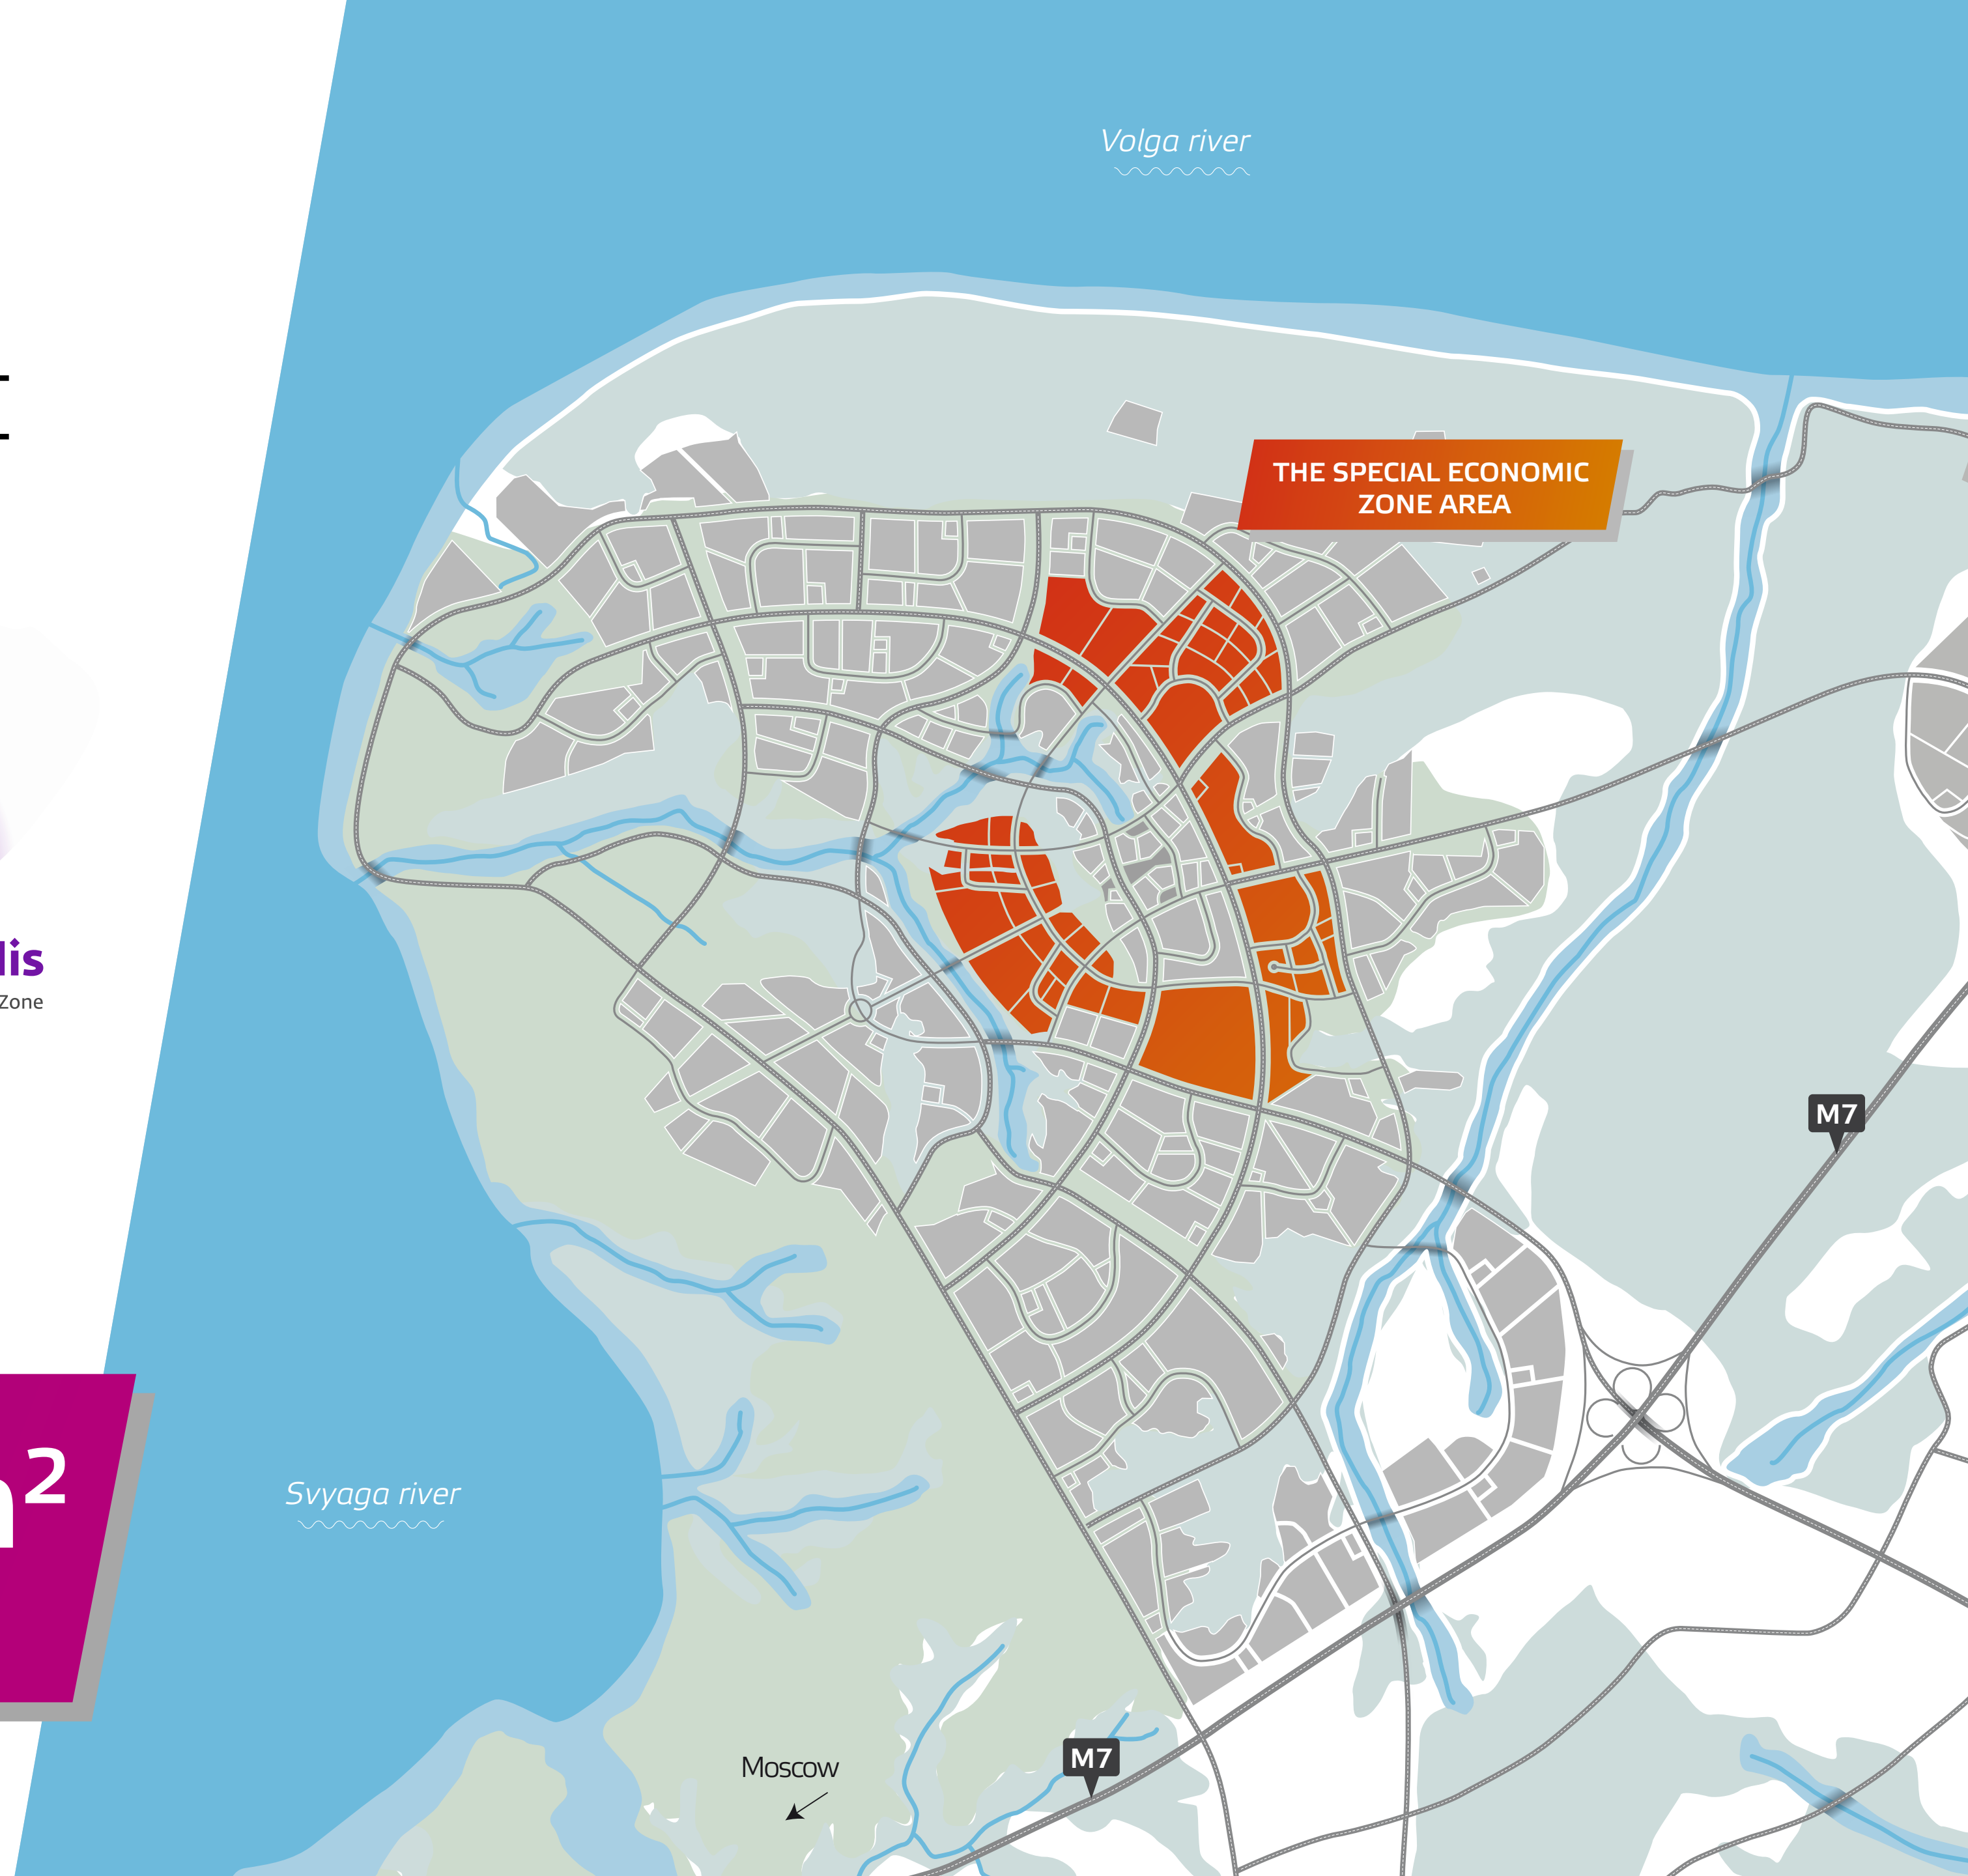 Volga river
THE SPECIAL ECONOMIC
ZONE AREA
lis
Zone
M7
2
Svyaga river
Moscow
M7